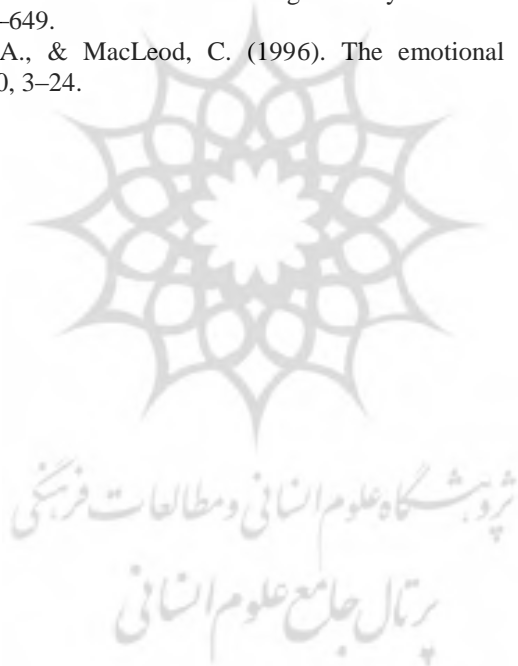 –649.
A., & MacLeod, C. (1996). The emotional
0, 3–24.
پژوهشگاه علوم انسانی و مطالعات فرهنگی
پرتال جامع علوم انسانی